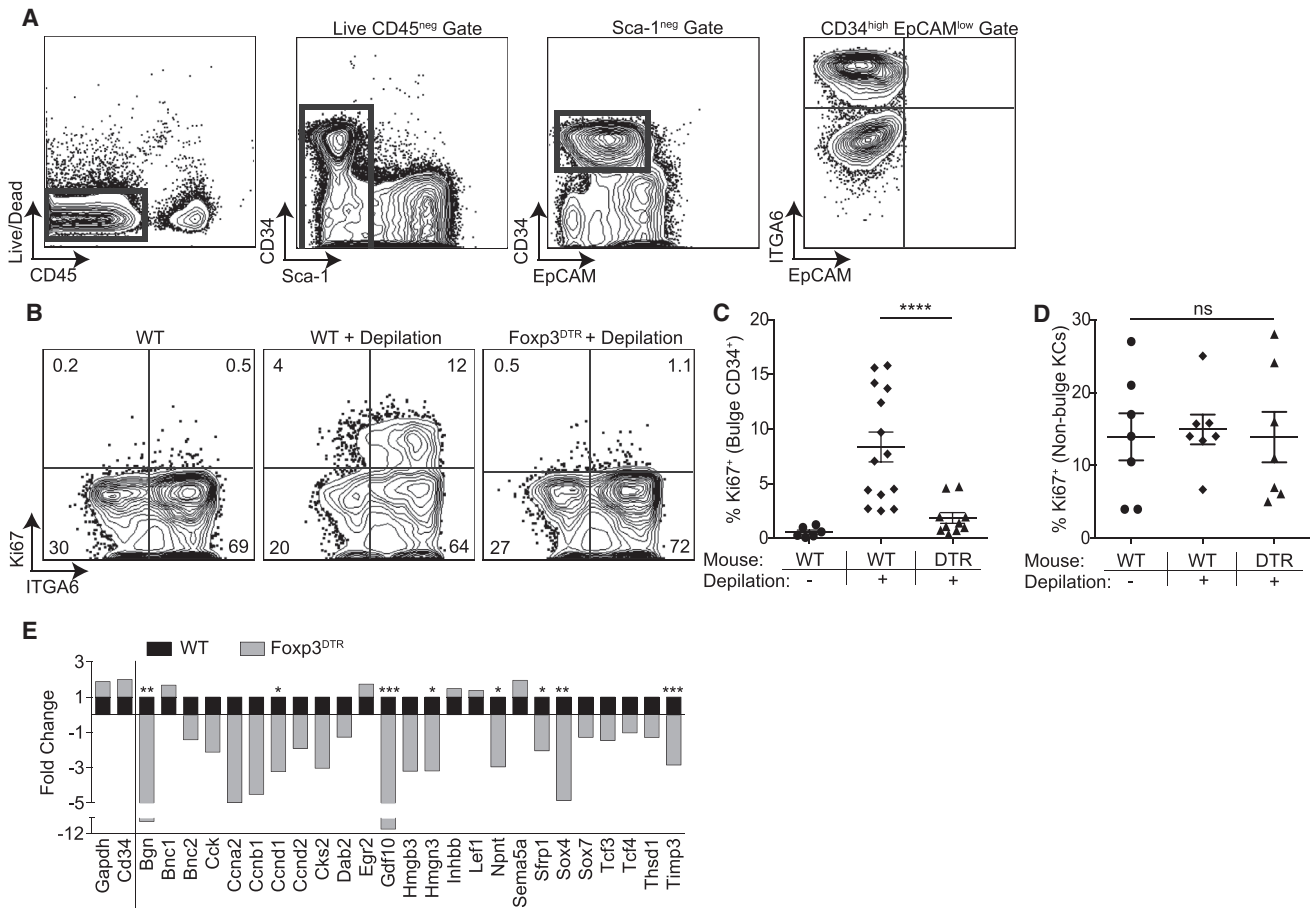 A
Live CD45neg Gate
Sca-1neg Gate
CD34high EpCAMlow Gate
Live/Dead
CD45
CD34
Sca-1
CD34
EpCAM
ITGA6
EpCAM
B
WT
WT + Depilation
Foxp3DTR + Depilation
0.2 0.5
4 12
0.5 1.1
30 69
20 64
27 72
Ki67
ITGA6
C
% Ki67+ (Bulge CD34+)
20
15
10
5
0
****
Mouse: WT WT DTR
Depilation: - + +
D
% Ki67+ (Non-bulge KCs)
30
20
10
0
ns
Mouse: WT WT DTR
Depilation: - + +
E
WT Foxp3DTR
Fold Change
3
1
-1
-3
-5
-12
** * *** * * * ** ***
Gapdh
Cd34
Bgn
Bnc1
Bnc2
Cck
Ccna2
Ccnb1
Ccnd1
Ccnd2
Cks2
Dab2
Egr2
Gdf10
Hmgb3
Hmgn3
Inhbb
Lef1
Npnt
Sema5a
Sfrp1
Sox4
Sox7
Tcf3
Tcf4
Thsd1
Timp3